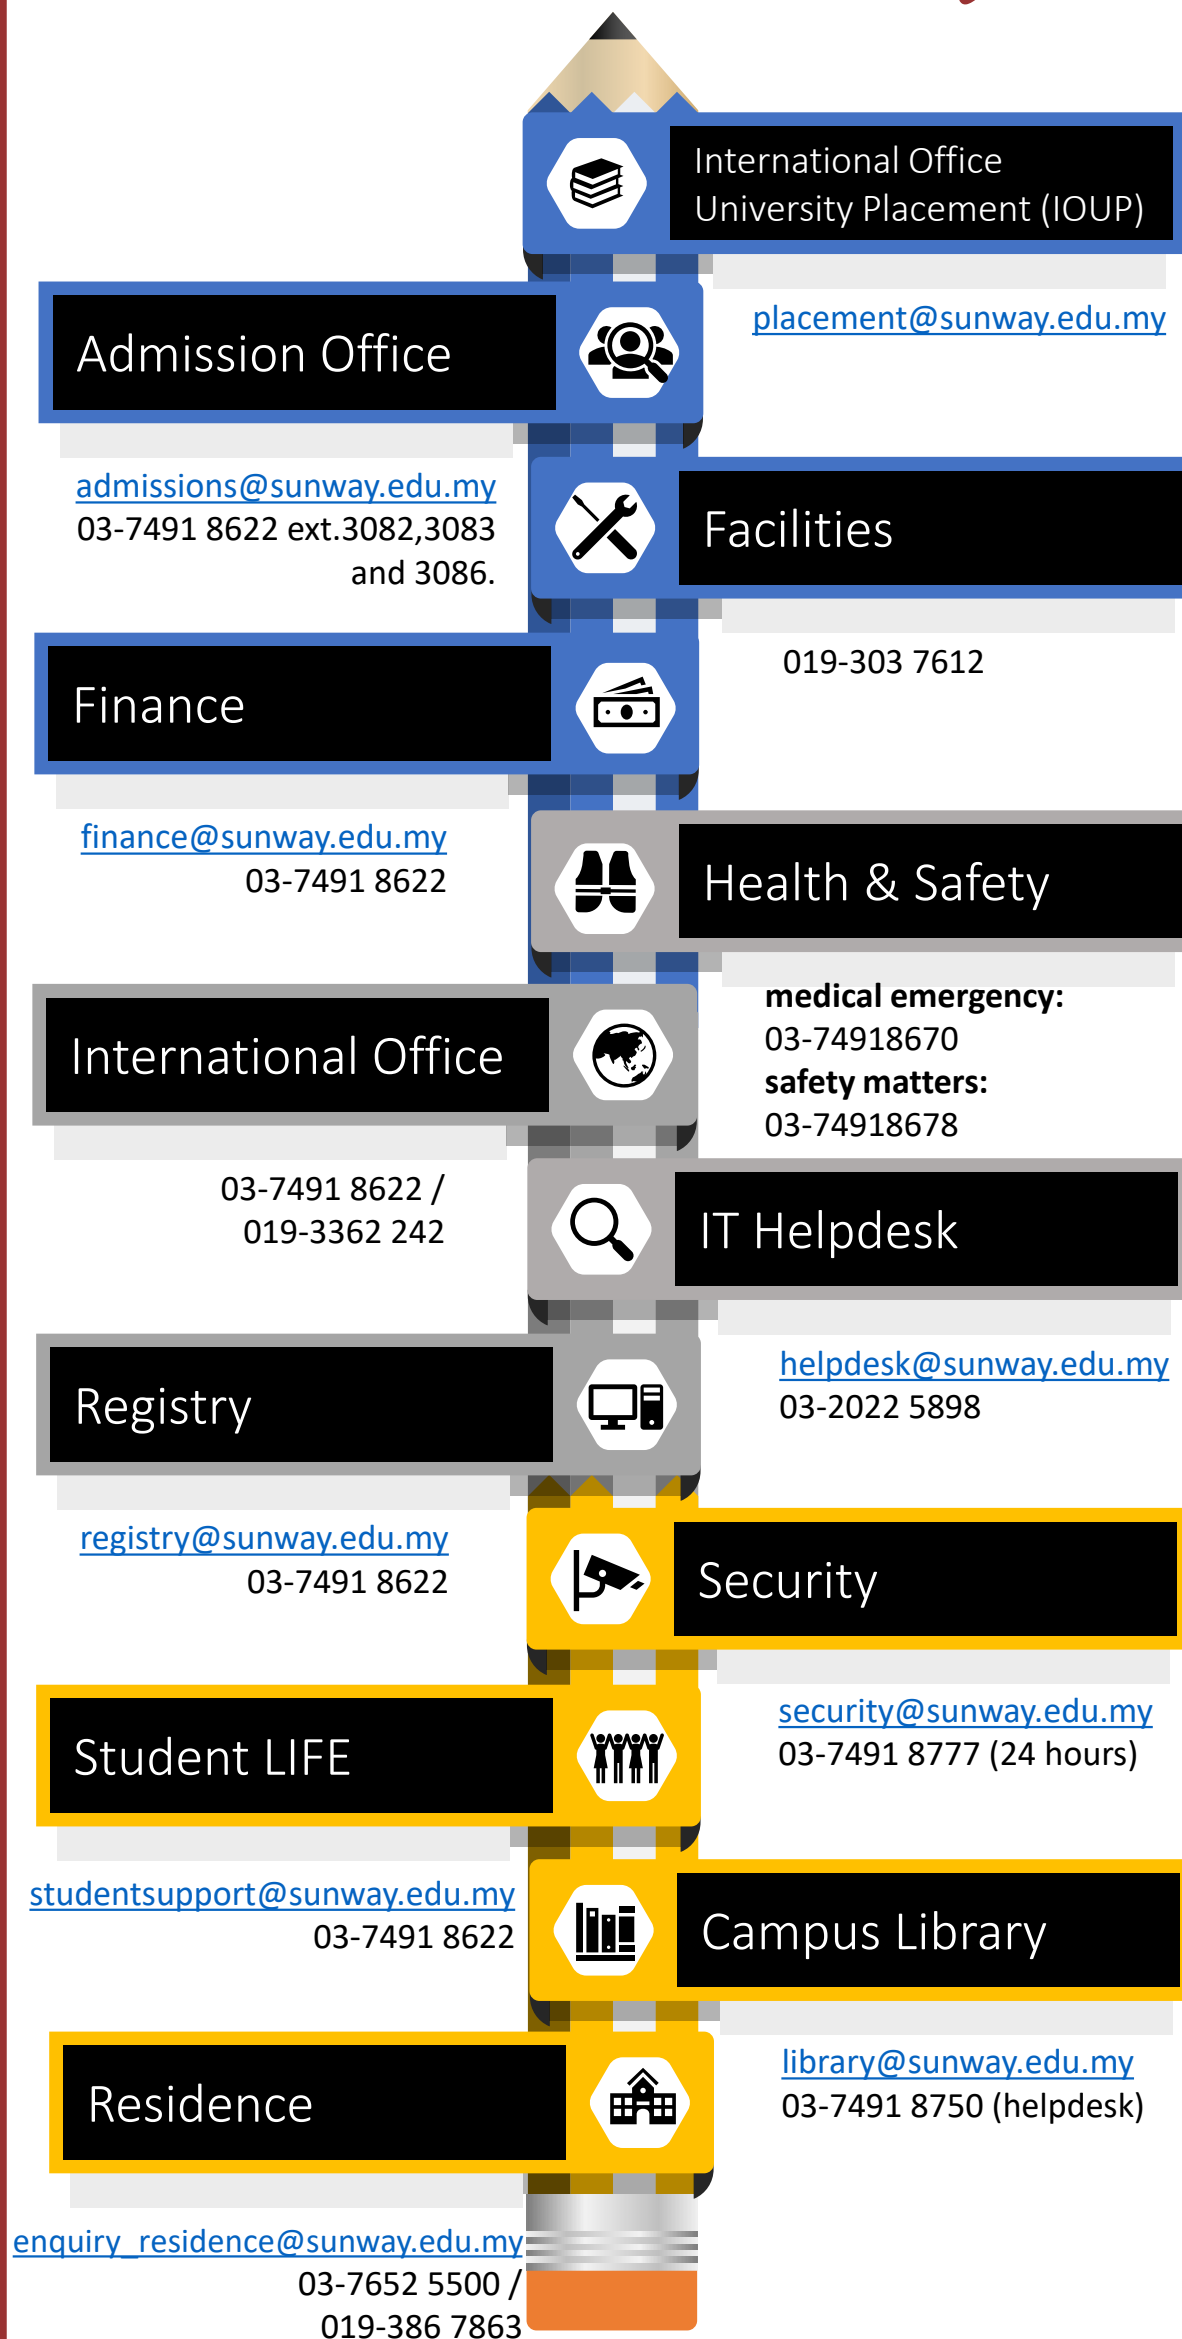 International Office
University Placement (IOUP)
placement@sunway.edu.my
Admission Office
admissions@sunway.edu.my
03-7491 8622 ext.3082,3083
and 3086.
Facilities
019-303 7612
Finance
finance@sunway.edu.my
03-7491 8622
Health & Safety
medical emergency:
03-74918670
safety matters:
03-74918678
International Office
03-7491 8622 /
019-3362 242
IT Helpdesk
helpdesk@sunway.edu.my
03-2022 5898
Registry
registry@sunway.edu.my
03-7491 8622
Security
security@sunway.edu.my
03-7491 8777 (24 hours)
Student LIFE
studentsupport@sunway.edu.my
03-7491 8622
Campus Library
library@sunway.edu.my
03-7491 8750 (helpdesk)
Residence
enquiry_residence@sunway.edu.my
03-7652 5500 /
019-386 7863